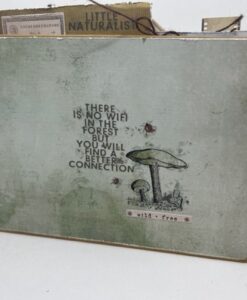 LITTLE
NATURALIST
THERE
IS NO WIFI
IN THE
FOREST
BUT
YOU WILL
FIND A
BETTER
CONNECTION
wild • free